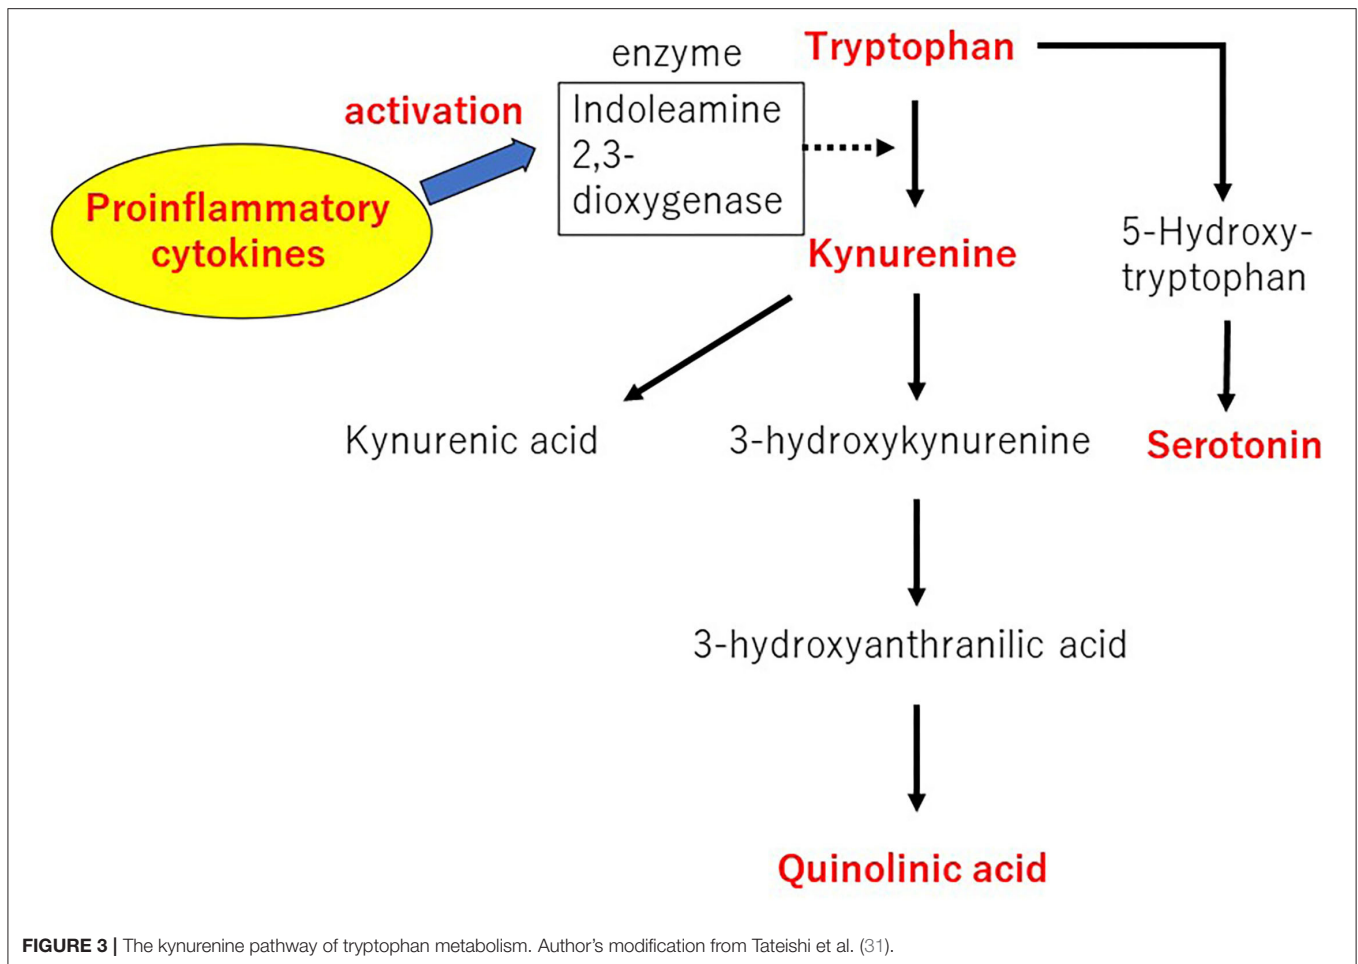 enzyme
Tryptophan
activation
Indoleamine
2,3-
dioxygenase
Proinflammatory
cytokines
Kynurenine
5-Hydroxy-
tryptophan
Kynurenic acid
3-hydroxykynurenine
Serotonin
3-hydroxyanthranilic acid
Quinolinic acid
FIGURE 3 | The kynurenine pathway of tryptophan metabolism. Author's modification from Tateishi et al. (31).